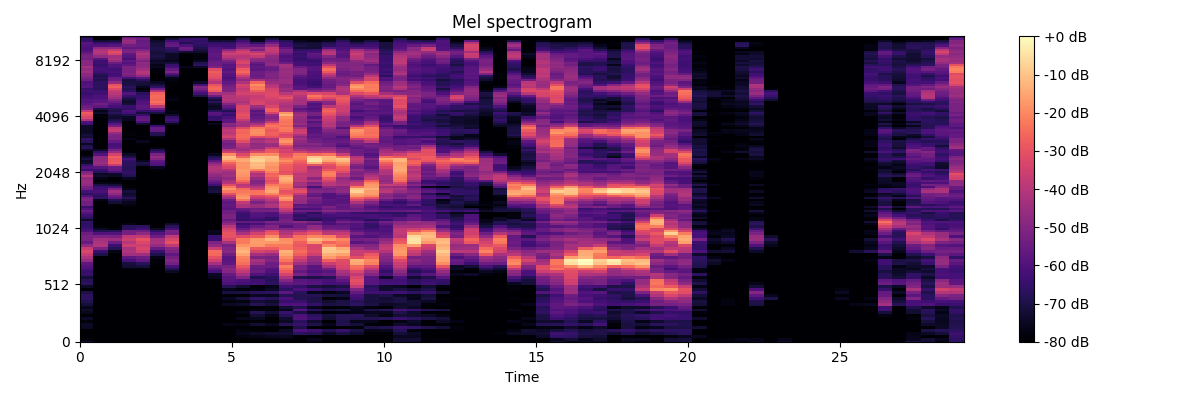 Mel spectrogram
8192
4096
2048
1024
512
0
Hz
0 5 10 15 20 25
Time
+0 dB
-10 dB
-20 dB
-30 dB
-40 dB
-50 dB
-60 dB
-70 dB
-80 dB